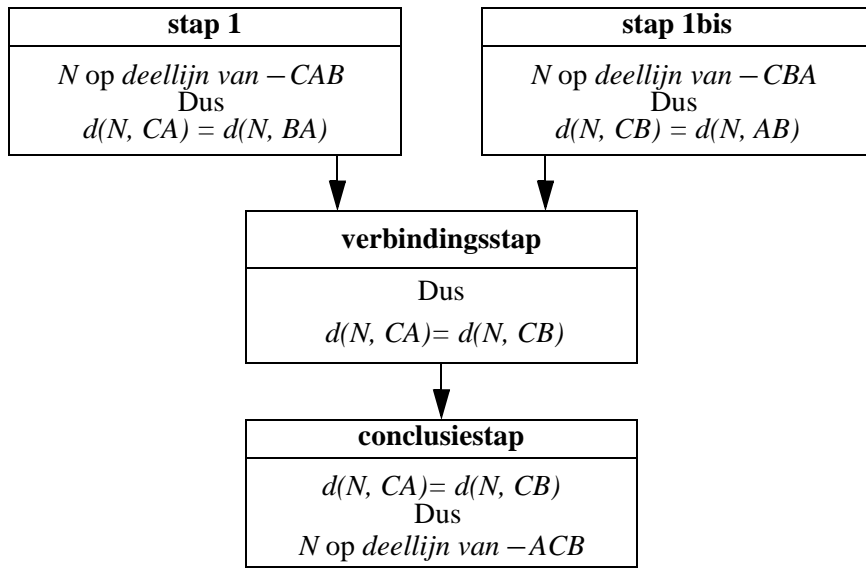 stap 1
N op deellijn van –CAB
Dus
d(N, CA) = d(N, BA)
stap 1bis
N op deellijn van –CBA
Dus
d(N, CB) = d(N, AB)
verbindingsstap
Dus
d(N, CA)= d(N, CB)
conclusiestap
d(N, CA)= d(N, CB)
Dus
N op deellijn van –ACB